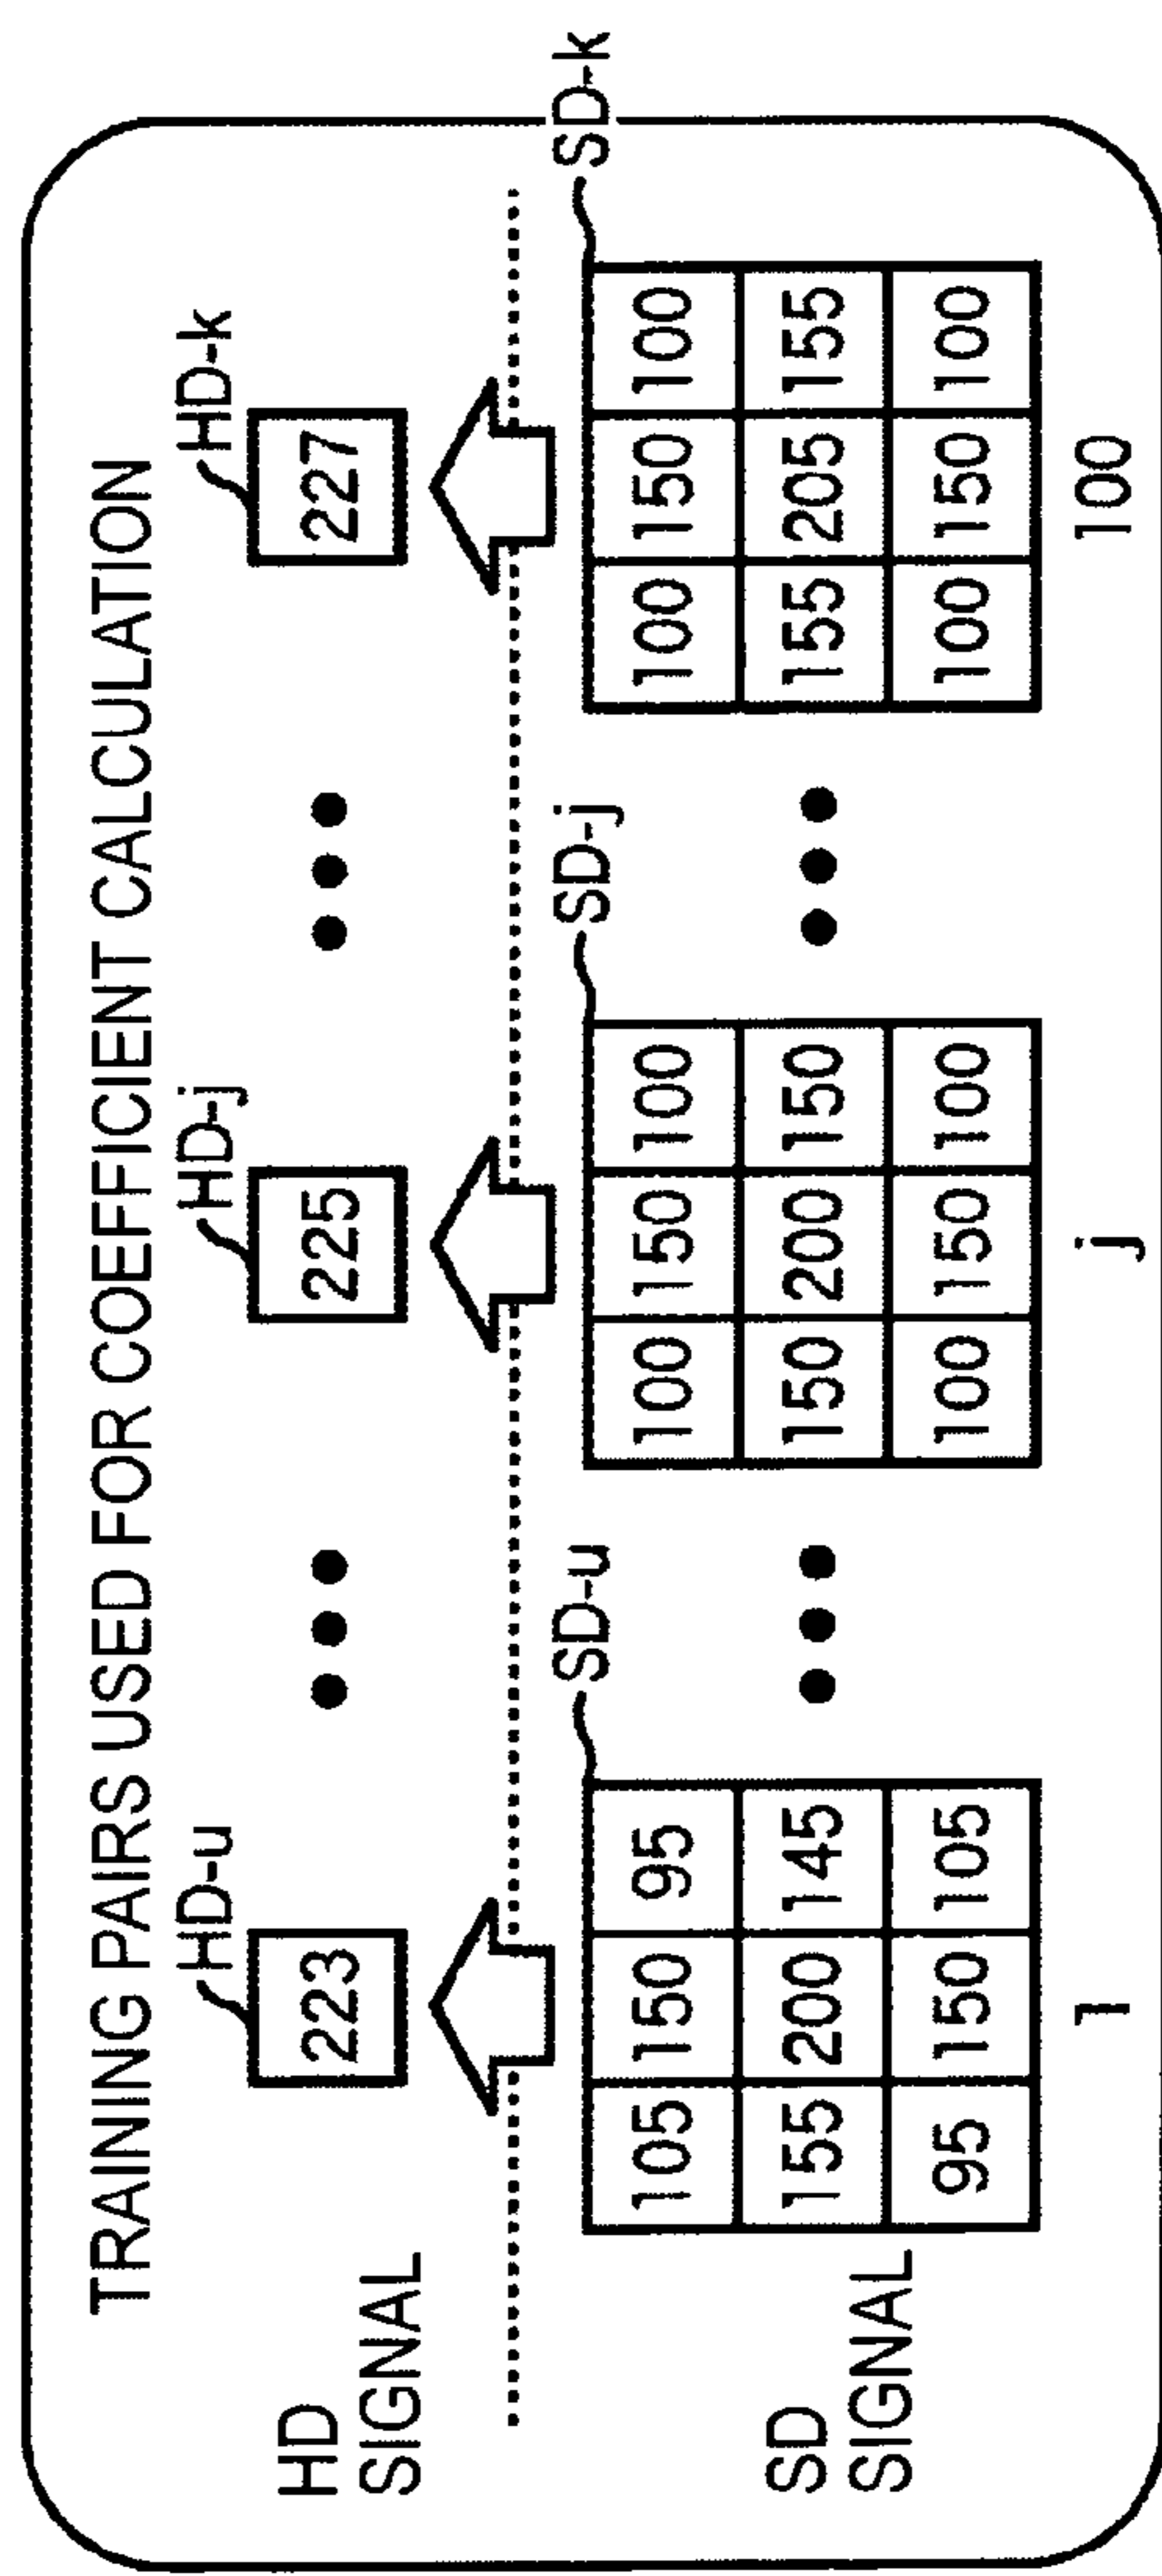 TRAINING PAIRS USED FOR COEFFICIENT CALCULATION
HD-u HD-j HD-k
HD SIGNAL
223 225 227
SD-u SD-j SD-k
SD SIGNAL
105 150 95 100 150 100 100 150 100
155 200 145 150 200 150 155 205 155
95 150 105 100 150 100 100 150 100
1 j 100